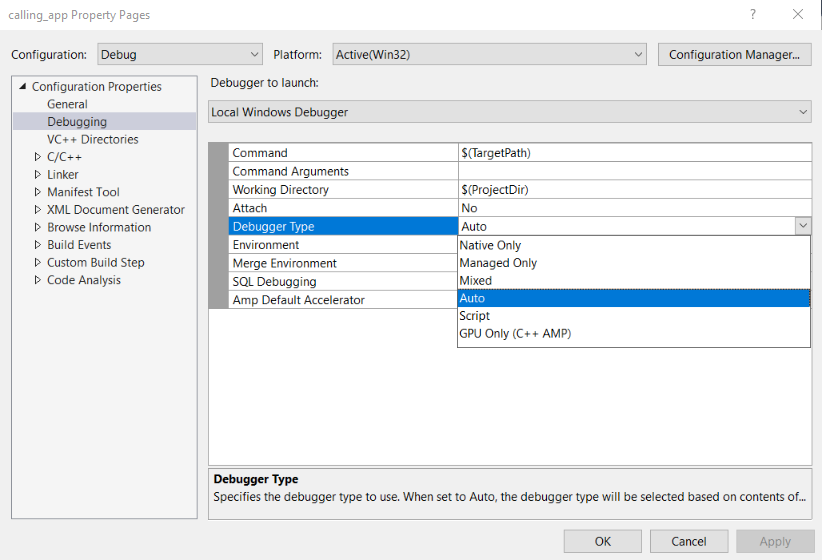 calling_app Property Pages
?
Configuration: Debug Platform: Active(Win32) Configuration Manager...
Configuration Properties
General
Debugging
VC++ Directories
C/C++
Linker
Manifest Tool
XML Document Generator
Browse Information
Build Events
Custom Build Step
Code Analysis
Debugger to launch:
Local Windows Debugger
Command $(TargetPath)
Command Arguments
Working Directory $(ProjectDir)
Attach No
Debugger Type Auto
Environment
Merge Environment
SQL Debugging
Amp Default Accelerator
Native Only
Managed Only
Mixed
Auto
Script
GPU Only (C++ AMP)
Debugger Type
Specifies the debugger type to use. When set to Auto, the debugger type will be selected based on contents of...
OK Cancel Apply